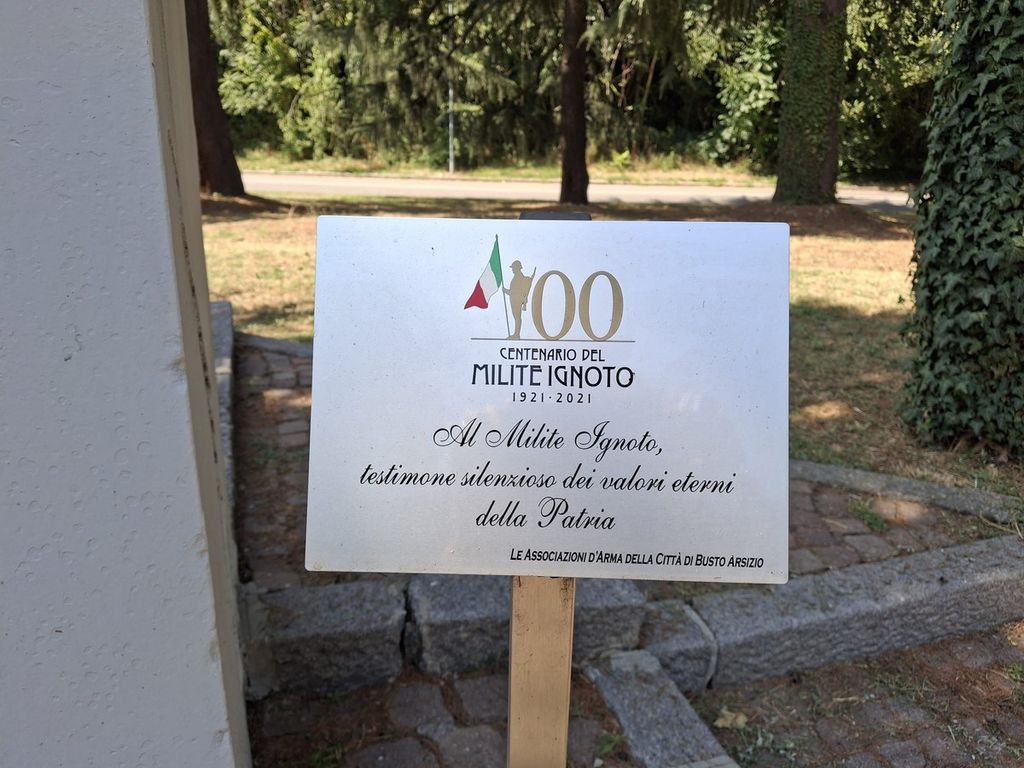 100
CENTENARIO DEL
MILITE IGNOTO
1921·2021
Al Milite Ignoto,
testimone silenzioso dei valori eterni
della Patria
LE ASSOCIAZIONI D'ARMA DELLA CITTÀ DI BUSTO ARSIZIO